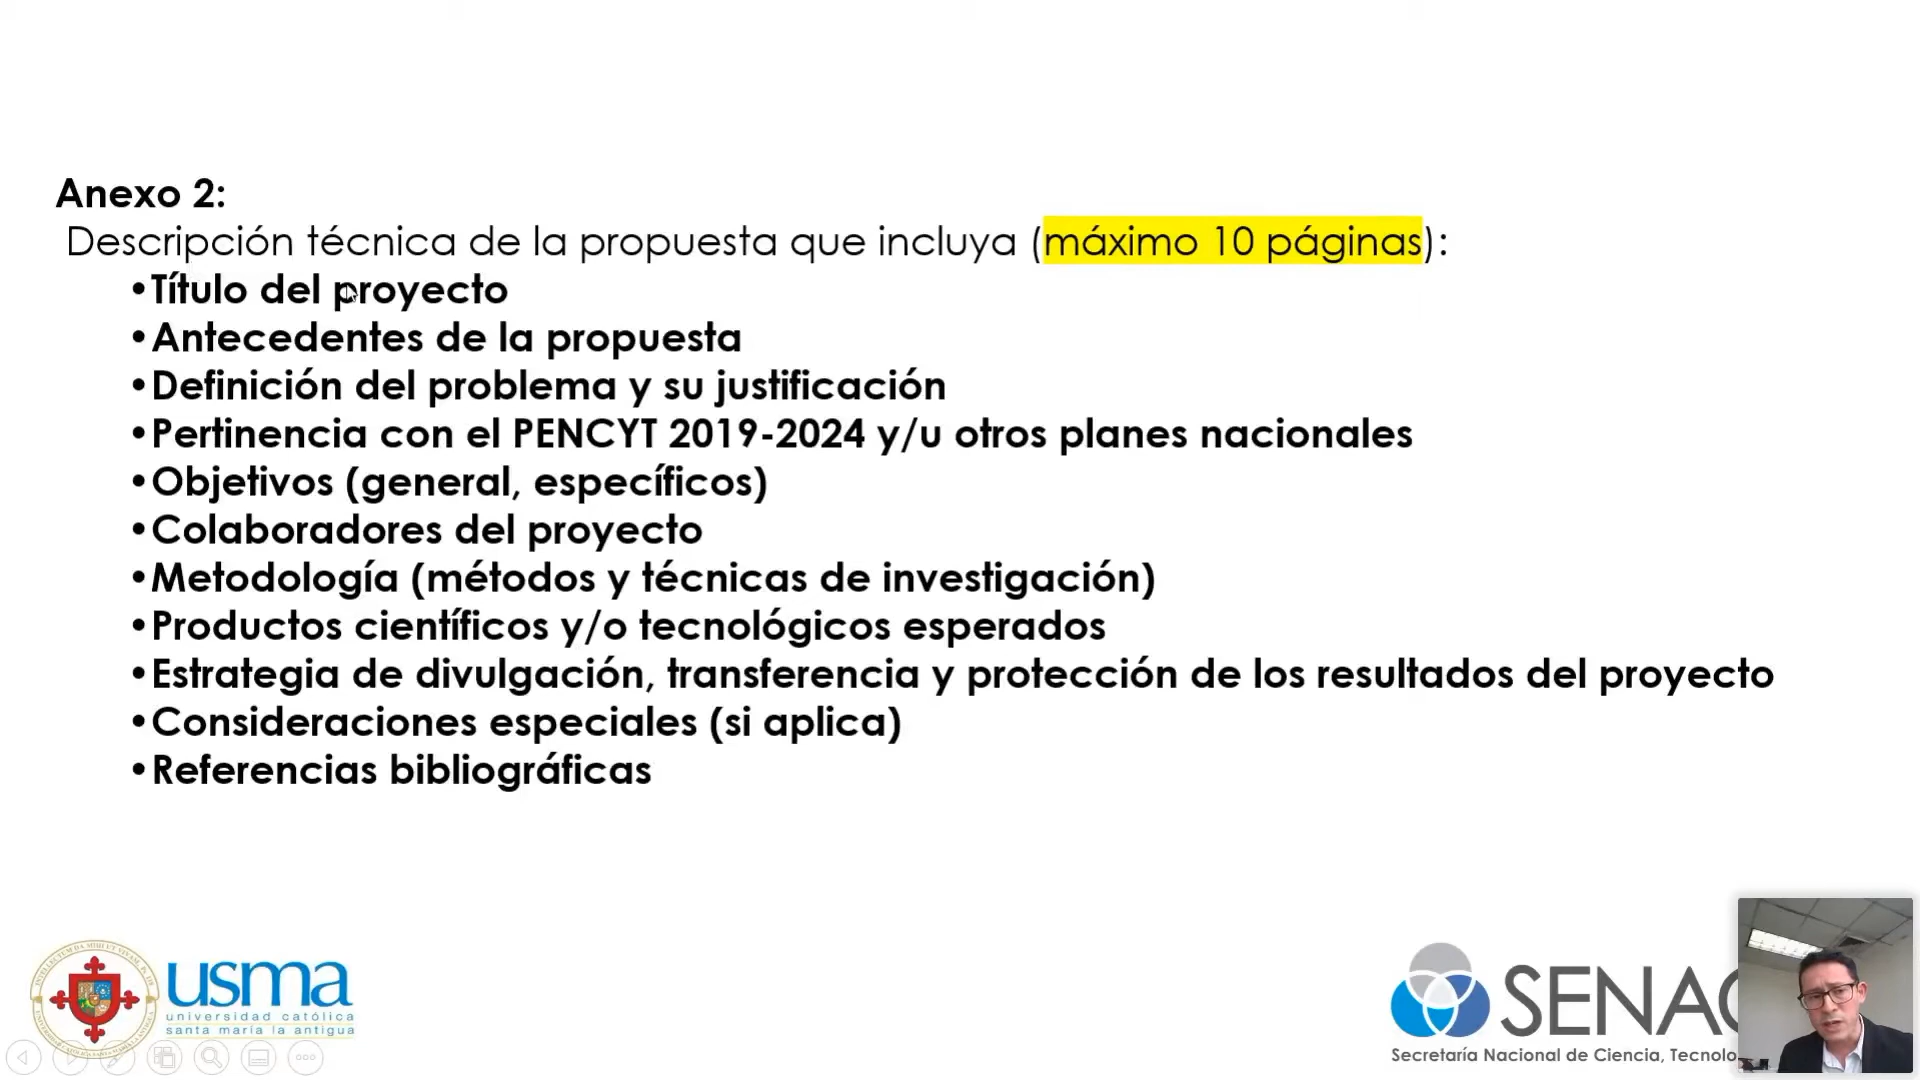 Anexo 2:
Descripción técnica de la propuesta que incluya (máximo 10 páginas):
•Título del proyecto
•Antecedentes de la propuesta
•Definición del problema y su justificación
•Pertinencia con el PENCYT 2019-2024 y/u otros planes nacionales
•Objetivos (general, específicos)
•Colaboradores del proyecto
•Metodología (métodos y técnicas de investigación)
•Productos científicos y/o tecnológicos esperados
•Estrategia de divulgación, transferencia y protección de los resultados del proyecto
•Consideraciones especiales (si aplica)
•Referencias bibliográficas
usma
universidad católica
santa maría la antigua
SENAC
Secretaría Nacional de Ciencia, Tecnolo